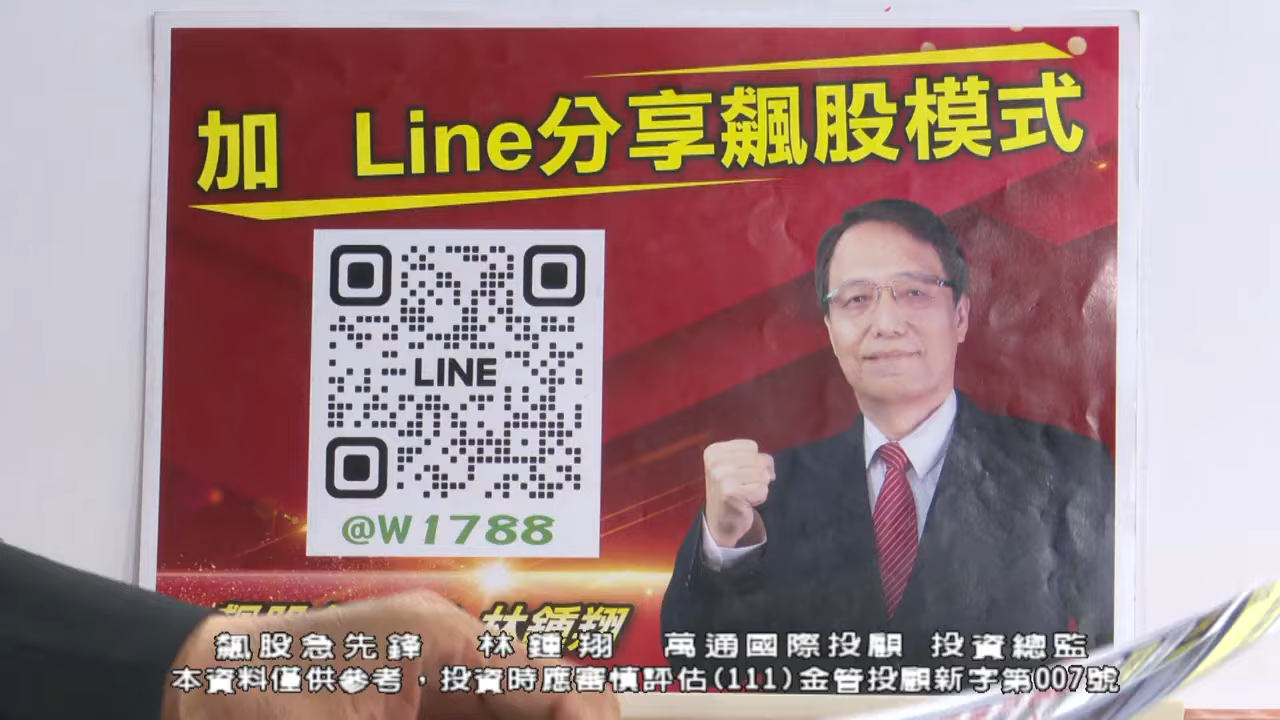 加 Line分享飆股模式
LINE
@W1788
林鍾翔
飆股急先鋒 林鍾翔 萬通國際投顧 投資總監
本資料僅供參考，投資時應審慎評估(111)金管投顧新字第007號